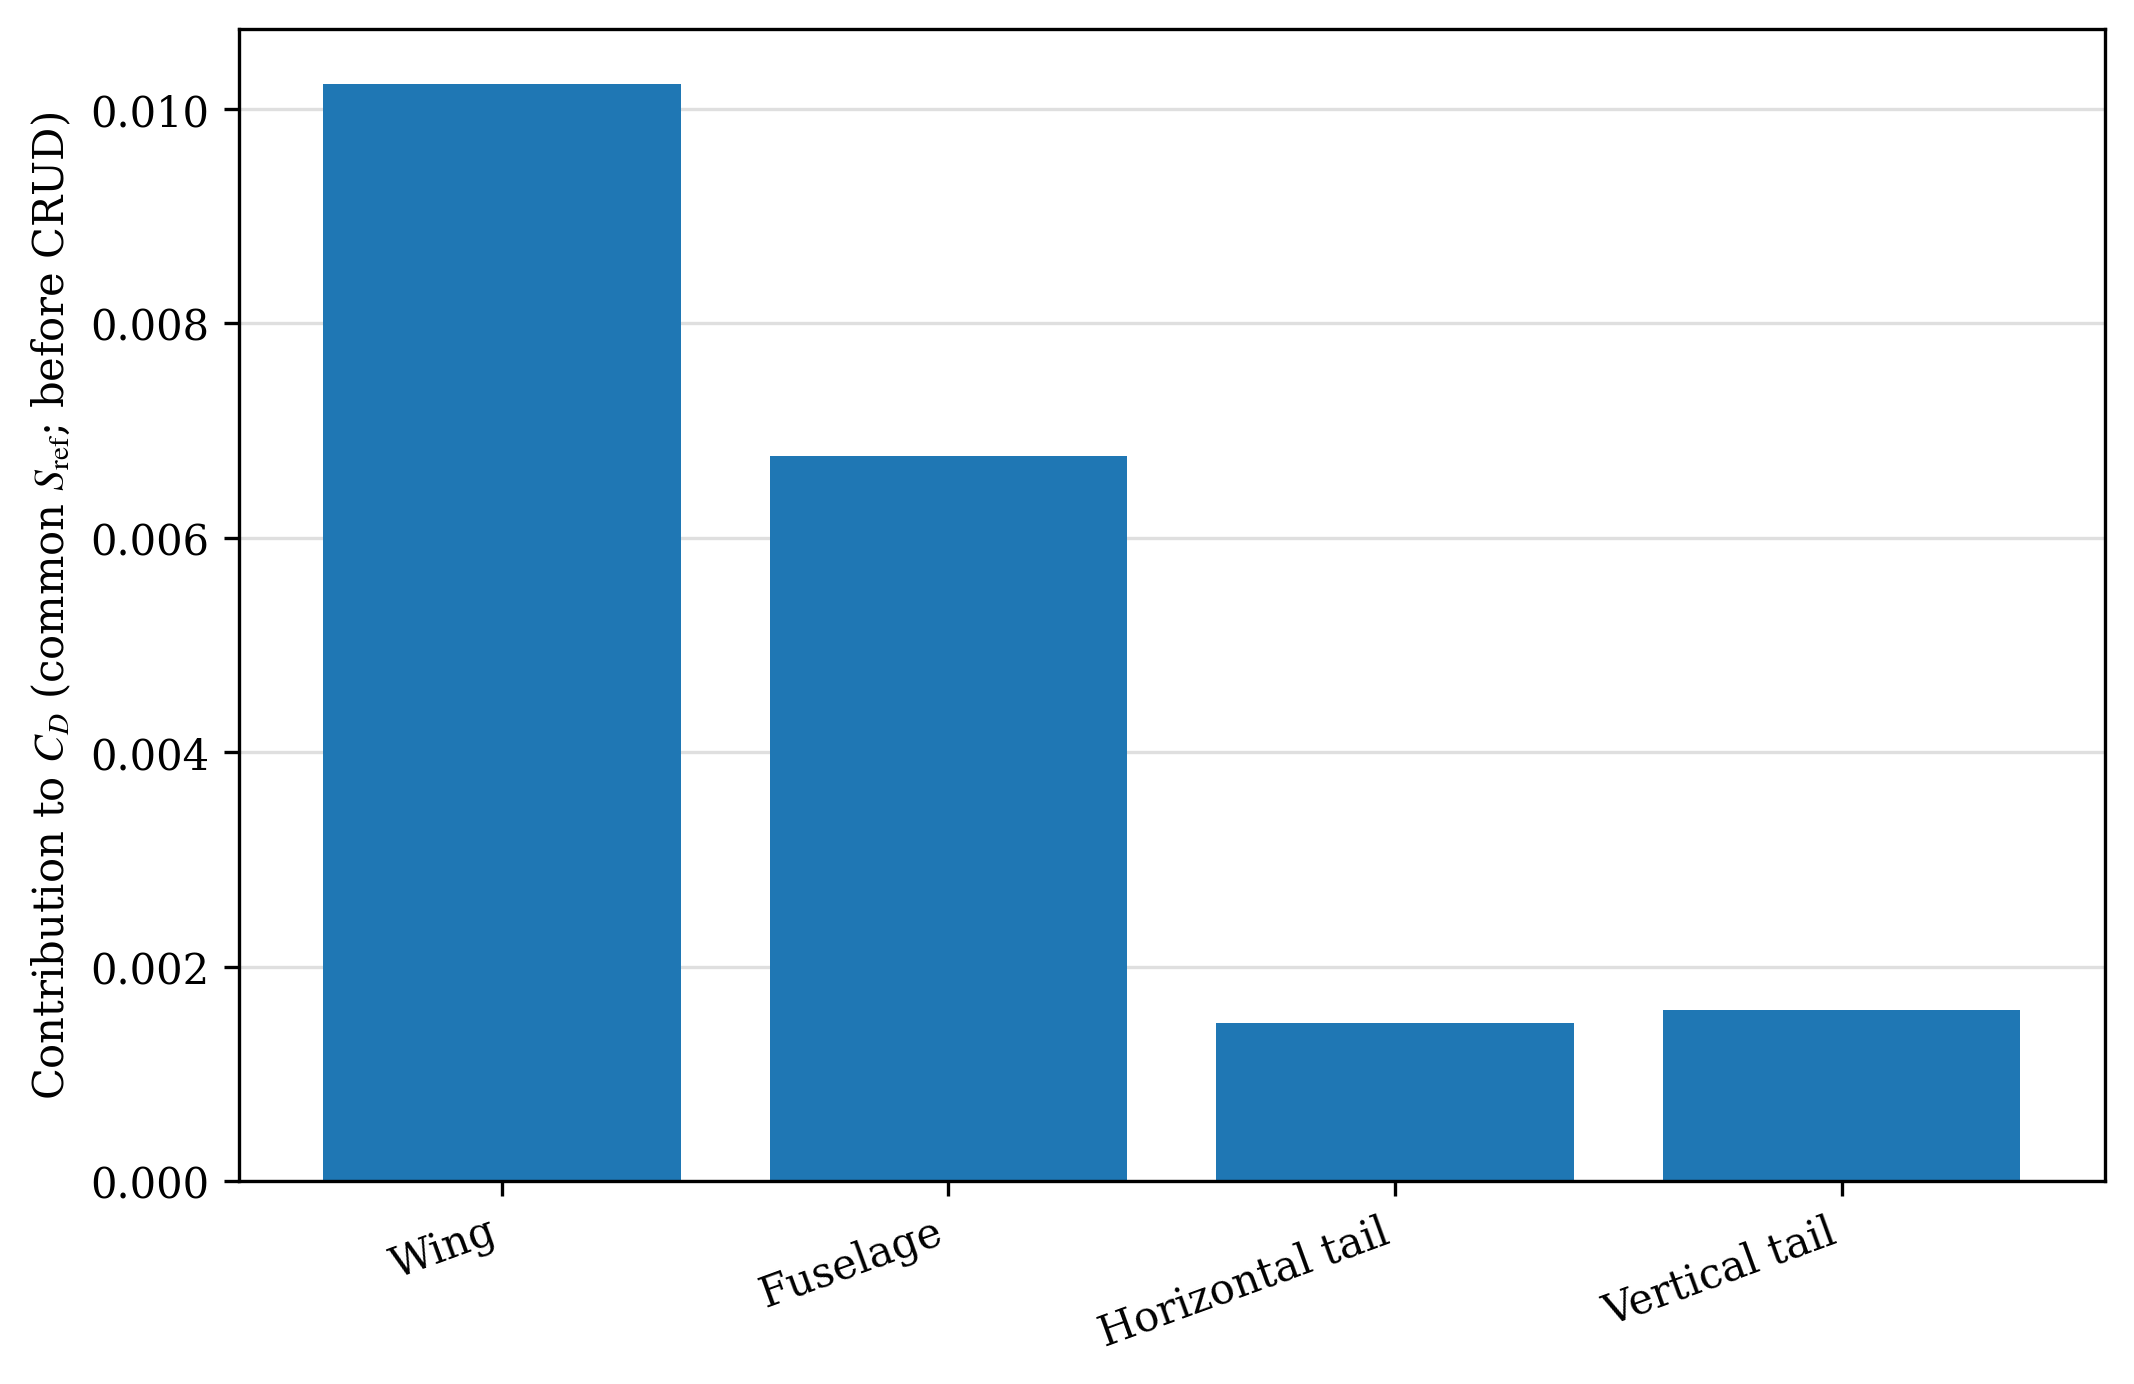 Contribution to C_D (common S_ref; before CRUD)
0.010
0.008
0.006
0.004
0.002
0.000
Wing
Fuselage
Horizontal tail
Vertical tail